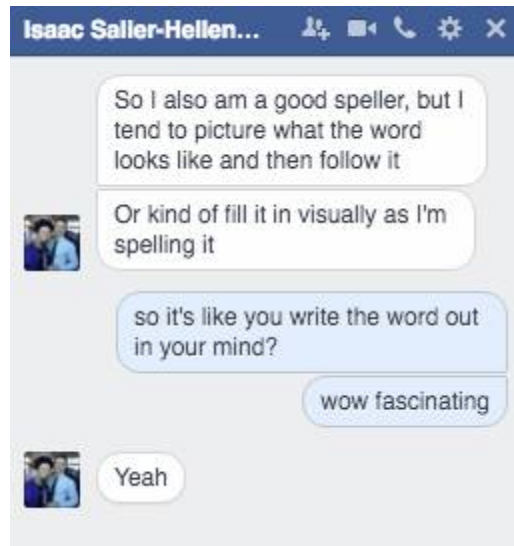 Isaac Saller-Hellen...
So I also am a good speller, but I
tend to picture what the word
looks like and then follow it
Or kind of fill it in visually as I'm
spelling it
so it's like you write the word out
in your mind?
wow fascinating
Yeah